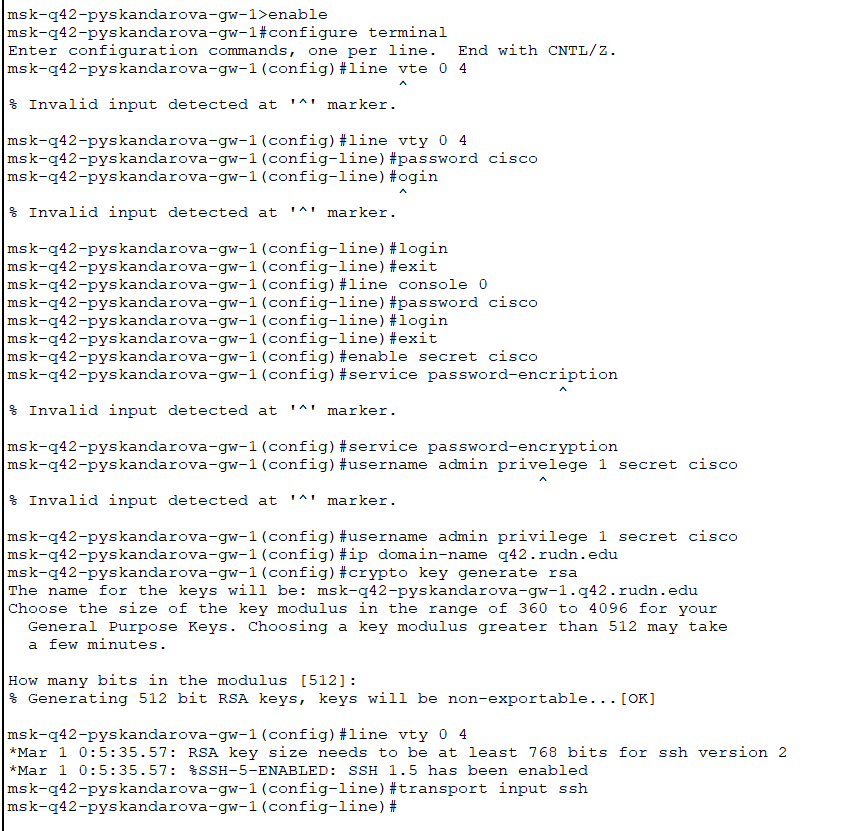 msk-q42-pyskandarova-gw-1>enable
msk-q42-pyskandarova-gw-1#configure terminal
Enter configuration commands, one per line.  End with CNTL/Z.
msk-q42-pyskandarova-gw-1(config)#line vte 0 4
^
% Invalid input detected at '^' marker.
msk-q42-pyskandarova-gw-1(config)#line vty 0 4
msk-q42-pyskandarova-gw-1(config-line)#password cisco
msk-q42-pyskandarova-gw-1(config-line)#ogin
^
% Invalid input detected at '^' marker.
msk-q42-pyskandarova-gw-1(config-line)#login
msk-q42-pyskandarova-gw-1(config-line)#exit
msk-q42-pyskandarova-gw-1(config)#line console 0
msk-q42-pyskandarova-gw-1(config-line)#password cisco
msk-q42-pyskandarova-gw-1(config-line)#login
msk-q42-pyskandarova-gw-1(config-line)#exit
msk-q42-pyskandarova-gw-1(config)#enable secret cisco
msk-q42-pyskandarova-gw-1(config)#service password-encription
^
% Invalid input detected at '^' marker.
msk-q42-pyskandarova-gw-1(config)#service password-encryption
msk-q42-pyskandarova-gw-1(config)#username admin privelege 1 secret cisco
^
% Invalid input detected at '^' marker.
msk-q42-pyskandarova-gw-1(config)#username admin privilege 1 secret cisco
msk-q42-pyskandarova-gw-1(config)#ip domain-name q42.rudn.edu
msk-q42-pyskandarova-gw-1(config)#crypto key generate rsa
The name for the keys will be: msk-q42-pyskandarova-gw-1.q42.rudn.edu
Choose the size of the key modulus in the range of 360 to 4096 for your
General Purpose Keys. Choosing a key modulus greater than 512 may take
a few minutes.
How many bits in the modulus [512]:
% Generating 512 bit RSA keys, keys will be non-exportable...[OK]
msk-q42-pyskandarova-gw-1(config)#line vty 0 4
*Mar 1 0:5:35.57: RSA key size needs to be at least 768 bits for ssh version 2
*Mar 1 0:5:35.57: %SSH-5-ENABLED: SSH 1.5 has been enabled
msk-q42-pyskandarova-gw-1(config-line)#transport input ssh
msk-q42-pyskandarova-gw-1(config-line)#